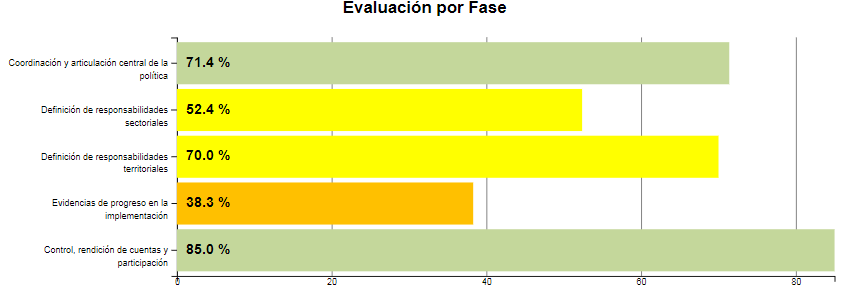 Evaluación por Fase
Coordinación y articulación central de la
política
71.4 %
Definición de responsabilidades
sectoriales
52.4 %
Definición de responsabilidades
territoriales
70.0 %
Evidencias de progreso en la
implementación
38.3 %
Control, rendición de cuentas y
participación
85.0 %
0 20 40 60 80